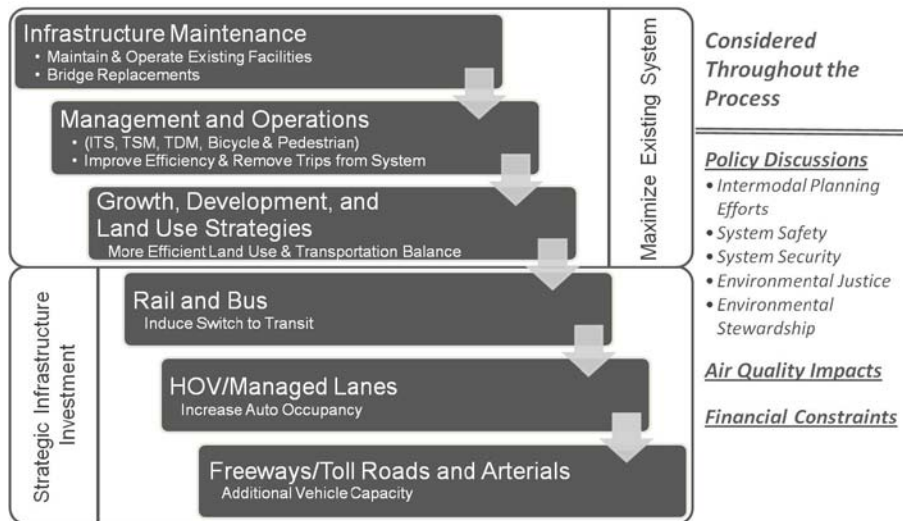 Infrastructure Maintenance
• Maintain & Operate Existing Facilities
• Bridge Replacements
Management and Operations
• (ITS, TSM, TDM, Bicycle & Pedestrian)
• Improve Efficiency & Remove Trips from System
Growth, Development, and
Land Use Strategies
More Efficient Land Use & Transportation Balance
Maximize Existing System
Strategic Infrastructure
Investment
Rail and Bus
Induce Switch to Transit
HOV/Managed Lanes
Increase Auto Occupancy
Freeways/Toll Roads and Arterials
Additional Vehicle Capacity
Considered
Throughout the
Process
Policy Discussions
• Intermodal Planning
Efforts
• System Safety
• System Security
• Environmental Justice
• Environmental
Stewardship
Air Quality Impacts
Financial Constraints